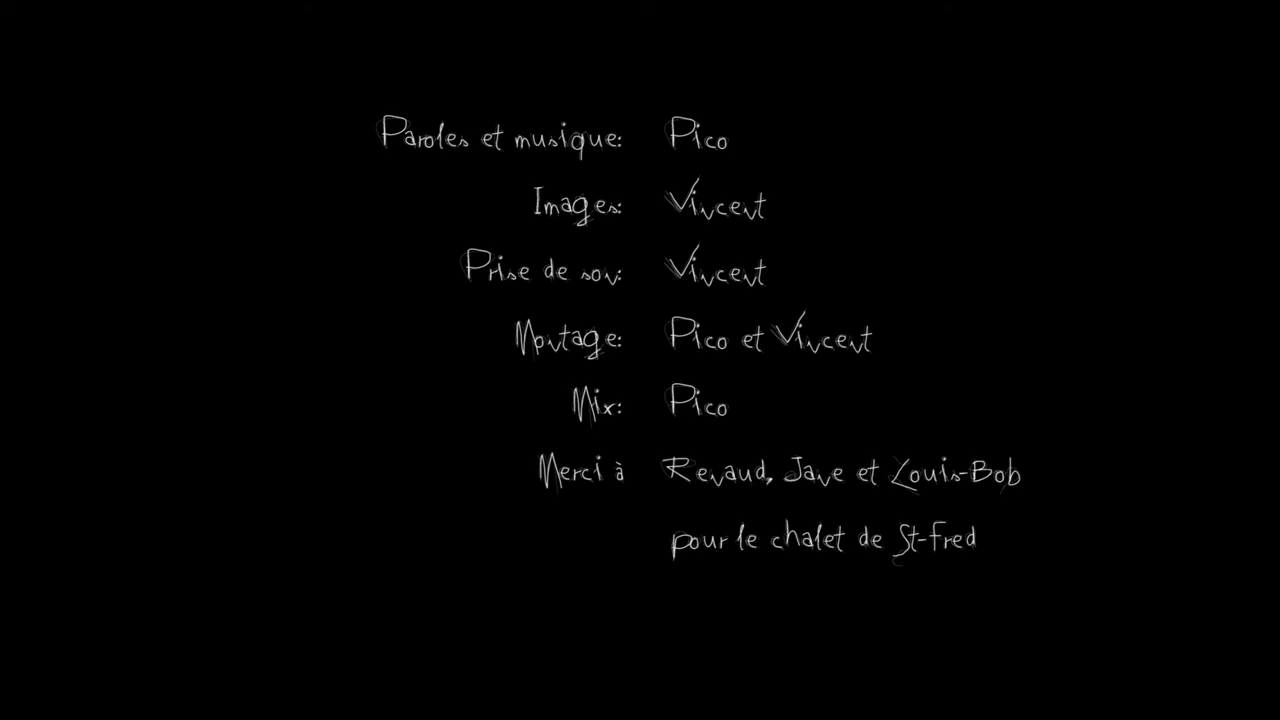 Paroles et musique: Pico
Images: Vincent
Prise de son: Vincent
Montage: Pico et Vincent
Mix: Pico
Merci à Renaud, Jane et Louis-Bob
pour le chalet de St-Fred